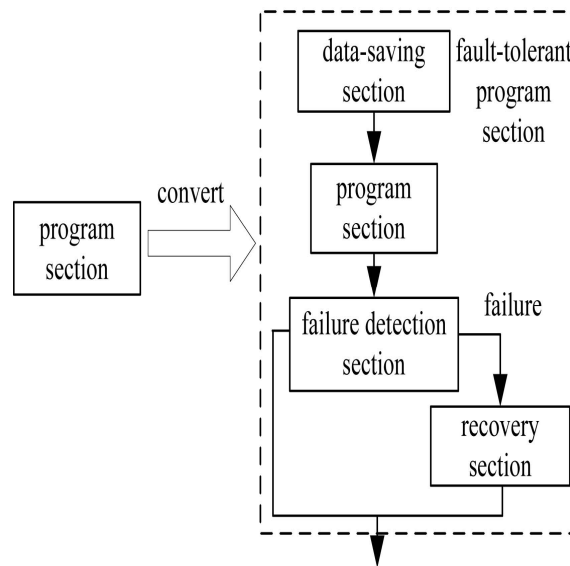 data-saving
section
fault-tolerant
program
section
program
section
convert
program
section
failure detection
section
failure
recovery
section